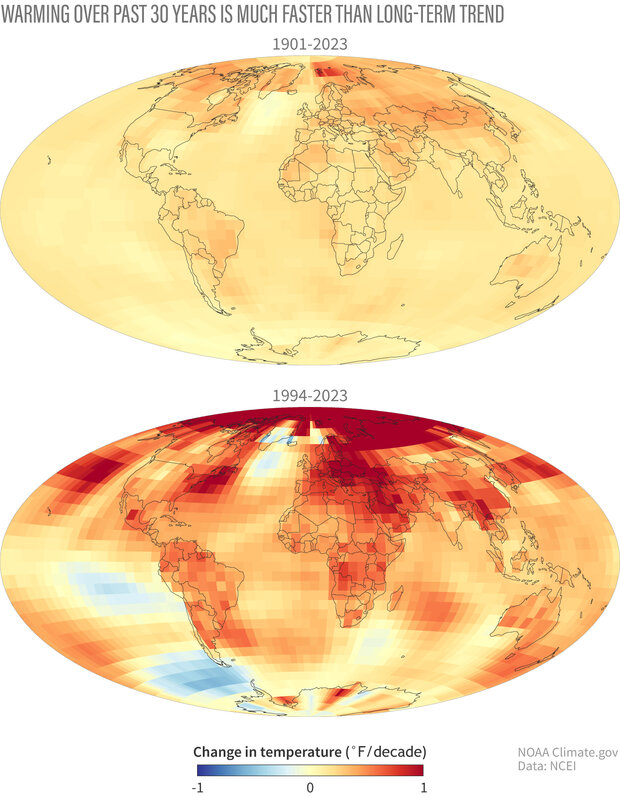 WARMING OVER PAST 30 YEARS IS MUCH FASTER THAN LONG-TERM TREND
1901-2023
1994-2023
Change in temperature (°F/decade)
-1 0 1
NOAA Climate.gov
Data: NCEI